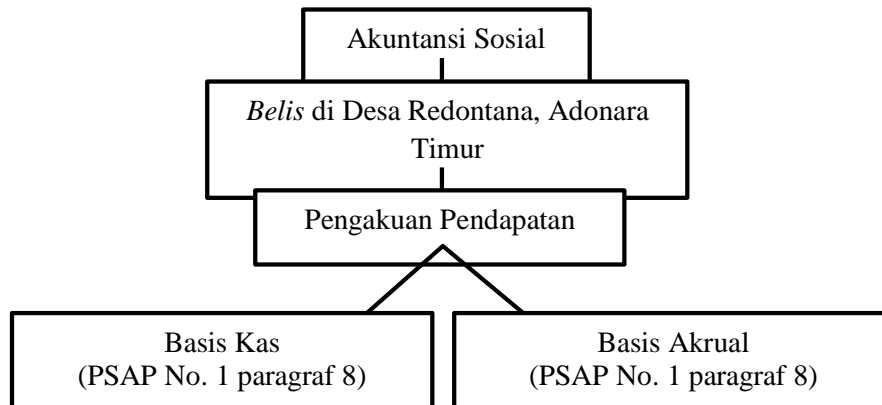 Akuntansi Sosial
Belis di Desa Redontana, Adonara
Timur
Pengakuan Pendapatan
Basis Kas
(PSAP No. 1 paragraf 8)
Basis Akrual
(PSAP No. 1 paragraf 8)